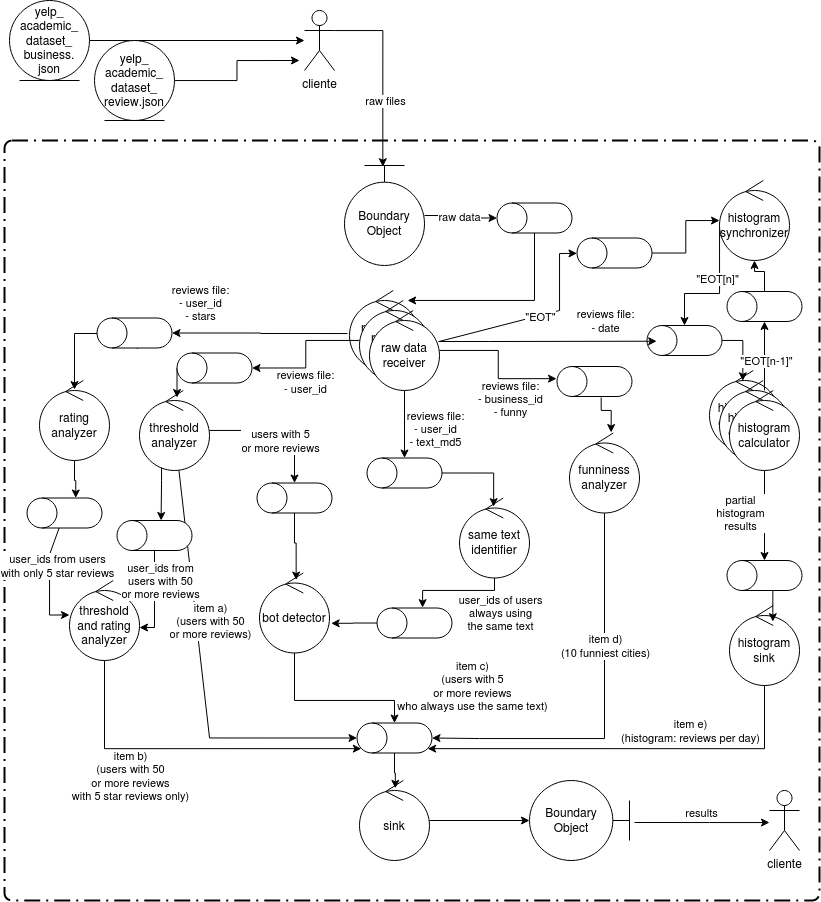 yelp_
academic_
dataset_
business.
json
yelp_
academic_
dataset_
review.json
cliente
raw files
Boundary
Object
raw data
histogram
synchronizer
"EOT[n]"
reviews file:
- user_id
- stars
"EOT"
reviews file:
- date
raw data
receiver
"EOT[n-1]"
reviews file:
- user_id
reviews file:
- business_id
- funny
rating
analyzer
threshold
analyzer
users with 5
or more reviews
reviews file:
- user_id
- text_md5
hi
h
histogram
calculator
funniness
analyzer
partial
histogram
results
same text
identifier
user_ids from users
with only 5 star reviews
user_ids from
users with 50
or more reviews
threshold
and rating
analyzer
item a)
(users with 50
or more reviews)
bot detector
user_ids of users
always using
the same text
item d)
(10 funniest cities)
histogram
sink
item c)
(users with 5
or more reviews
who always use the same text)
item e)
(histogram: reviews per day)
item b)
(users with 50
or more reviews
with 5 star reviews only)
sink
Boundary
Object
results
cliente